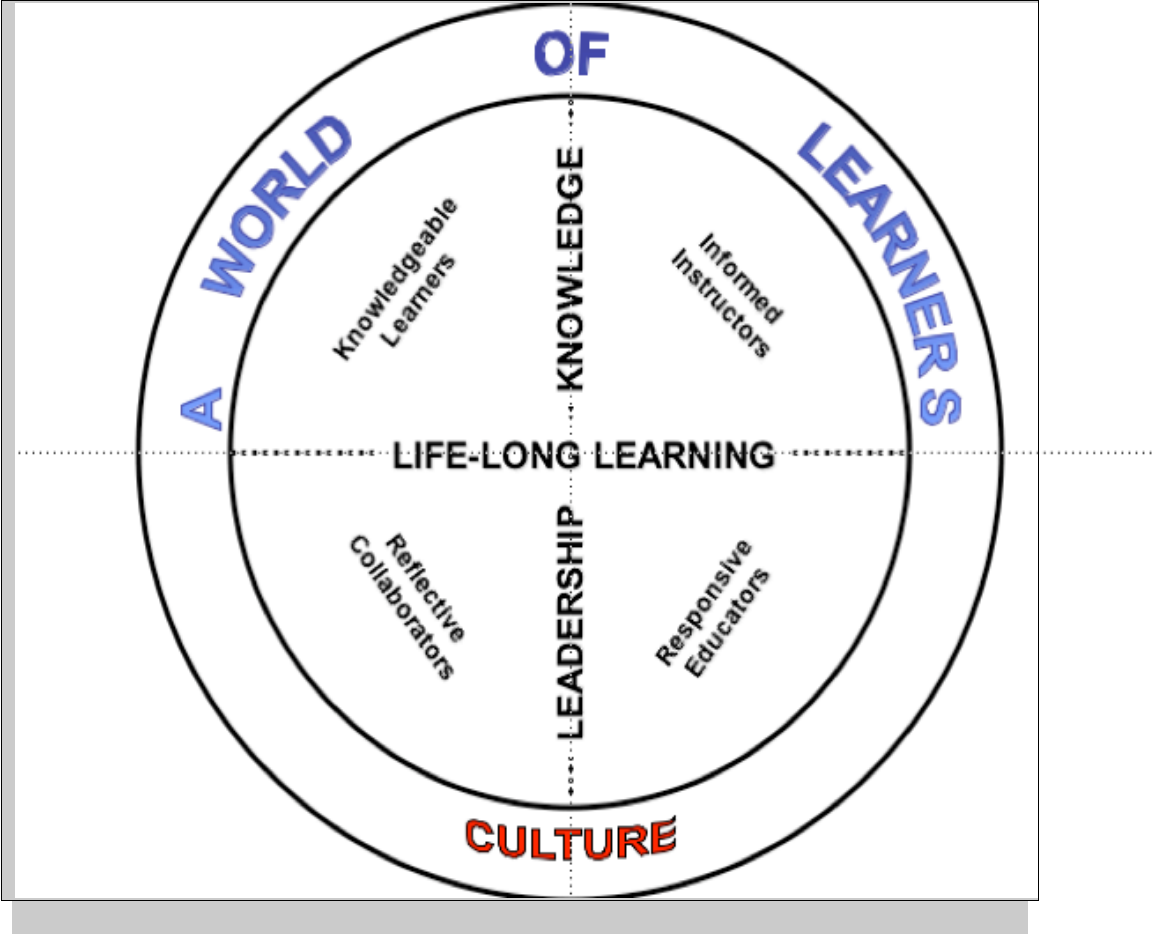 A WORLD OF LEARNERS
Knowledgeable
Learners
KNOWLEDGE
Informed
Instructors
LIFE-LONG LEARNING
Reflective
Collaborators
LEADERSHIP
Responsive
Educators
CULTURE